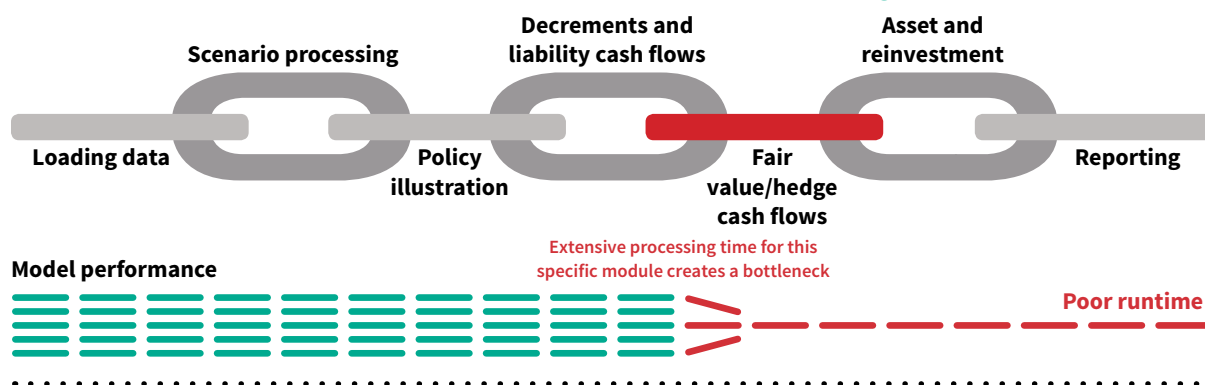 Decrements and
liability cash flows
Asset and
reinvestment
Scenario processing
Loading data
Policy
illustration
Fair
value/hedge
cash flows
Reporting
Extensive processing time for this
specific module creates a bottleneck
Model performance
Poor runtime